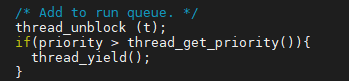 /* Add to run queue. */
thread_unblock (t);
if(priority > thread_get_priority()){
  thread_yield();
}